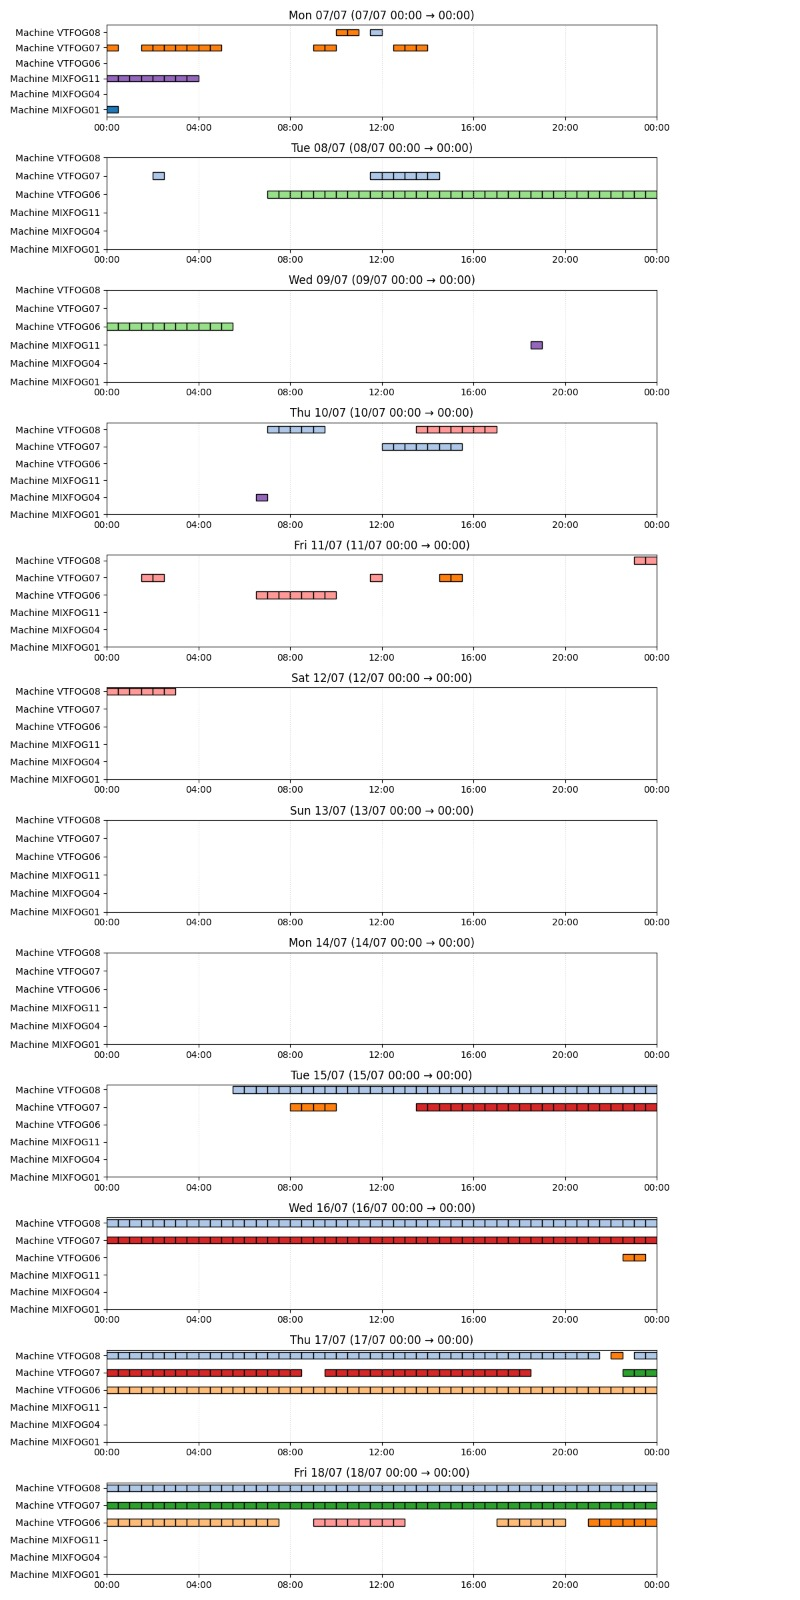 Mon 07/07 (07/07 00:00 → 00:00)
Machine VTFOG08
Machine VTFOG07
Machine VTFOG06
Machine MIXFOG11
Machine MIXFOG04
Machine MIXFOG01
00:00 04:00 08:00 12:00 16:00 20:00 00:00
Tue 08/07 (08/07 00:00 → 00:00)
Machine VTFOG08
Machine VTFOG07
Machine VTFOG06
Machine MIXFOG11
Machine MIXFOG04
Machine MIXFOG01
00:00 04:00 08:00 12:00 16:00 20:00 00:00
Wed 09/07 (09/07 00:00 → 00:00)
Machine VTFOG08
Machine VTFOG07
Machine VTFOG06
Machine MIXFOG11
Machine MIXFOG04
Machine MIXFOG01
00:00 04:00 08:00 12:00 16:00 20:00 00:00
Thu 10/07 (10/07 00:00 → 00:00)
Machine VTFOG08
Machine VTFOG07
Machine VTFOG06
Machine MIXFOG11
Machine MIXFOG04
Machine MIXFOG01
00:00 04:00 08:00 12:00 16:00 20:00 00:00
Fri 11/07 (11/07 00:00 → 00:00)
Machine VTFOG08
Machine VTFOG07
Machine VTFOG06
Machine MIXFOG11
Machine MIXFOG04
Machine MIXFOG01
00:00 04:00 08:00 12:00 16:00 20:00 00:00
Sat 12/07 (12/07 00:00 → 00:00)
Machine VTFOG08
Machine VTFOG07
Machine VTFOG06
Machine MIXFOG11
Machine MIXFOG04
Machine MIXFOG01
00:00 04:00 08:00 12:00 16:00 20:00 00:00
Sun 13/07 (13/07 00:00 → 00:00)
Machine VTFOG08
Machine VTFOG07
Machine VTFOG06
Machine MIXFOG11
Machine MIXFOG04
Machine MIXFOG01
00:00 04:00 08:00 12:00 16:00 20:00 00:00
Mon 14/07 (14/07 00:00 → 00:00)
Machine VTFOG08
Machine VTFOG07
Machine VTFOG06
Machine MIXFOG11
Machine MIXFOG04
Machine MIXFOG01
00:00 04:00 08:00 12:00 16:00 20:00 00:00
Tue 15/07 (15/07 00:00 → 00:00)
Machine VTFOG08
Machine VTFOG07
Machine VTFOG06
Machine MIXFOG11
Machine MIXFOG04
Machine MIXFOG01
00:00 04:00 08:00 12:00 16:00 20:00 00:00
Wed 16/07 (16/07 00:00 → 00:00)
Machine VTFOG08
Machine VTFOG07
Machine VTFOG06
Machine MIXFOG11
Machine MIXFOG04
Machine MIXFOG01
00:00 04:00 08:00 12:00 16:00 20:00 00:00
Thu 17/07 (17/07 00:00 → 00:00)
Machine VTFOG08
Machine VTFOG07
Machine VTFOG06
Machine MIXFOG11
Machine MIXFOG04
Machine MIXFOG01
00:00 04:00 08:00 12:00 16:00 20:00 00:00
Fri 18/07 (18/07 00:00 → 00:00)
Machine VTFOG08
Machine VTFOG07
Machine VTFOG06
Machine MIXFOG11
Machine MIXFOG04
Machine MIXFOG01
00:00 04:00 08:00 12:00 16:00 20:00 00:00